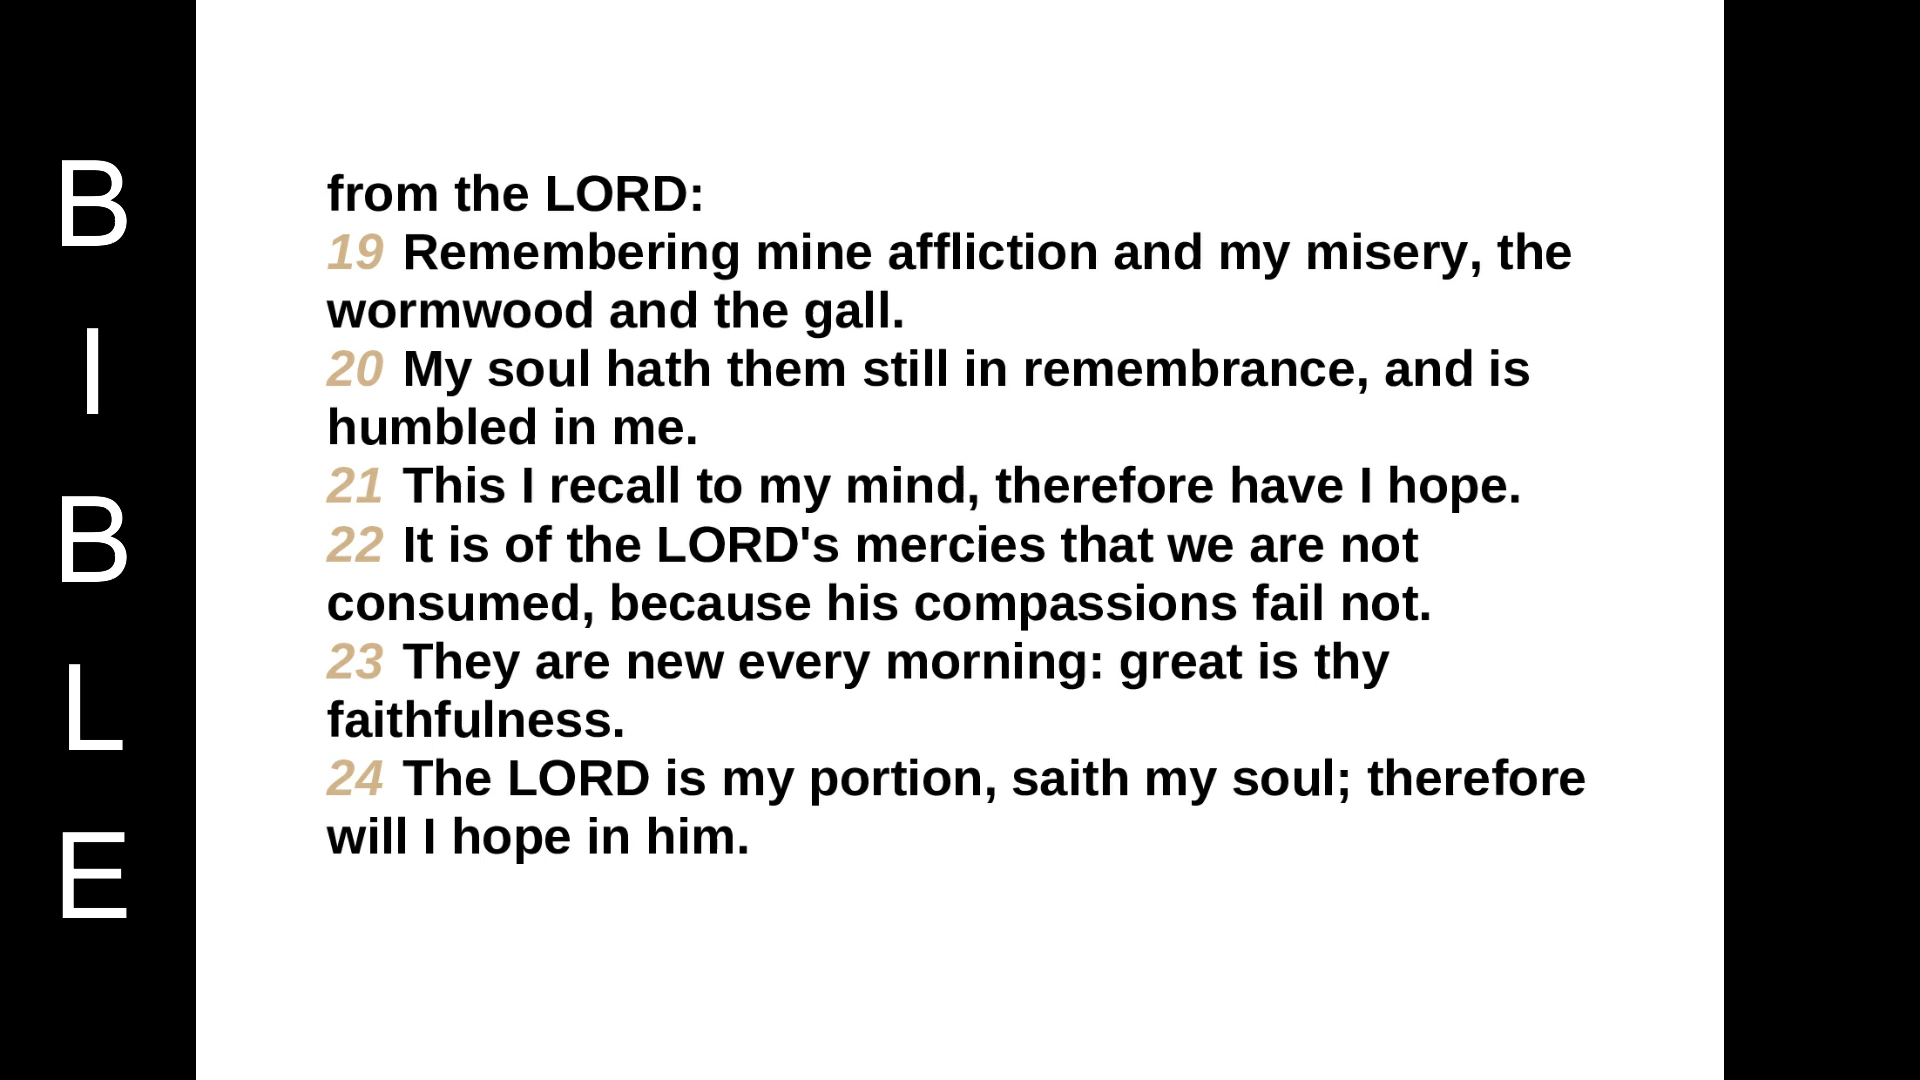 B
I
B
L
E
from the LORD:
19 Remembering mine affliction and my misery, the
wormwood and the gall.
20 My soul hath them still in remembrance, and is
humbled in me.
21 This I recall to my mind, therefore have I hope.
22 It is of the LORD's mercies that we are not
consumed, because his compassions fail not.
23 They are new every morning: great is thy
faithfulness.
24 The LORD is my portion, saith my soul; therefore
will I hope in him.